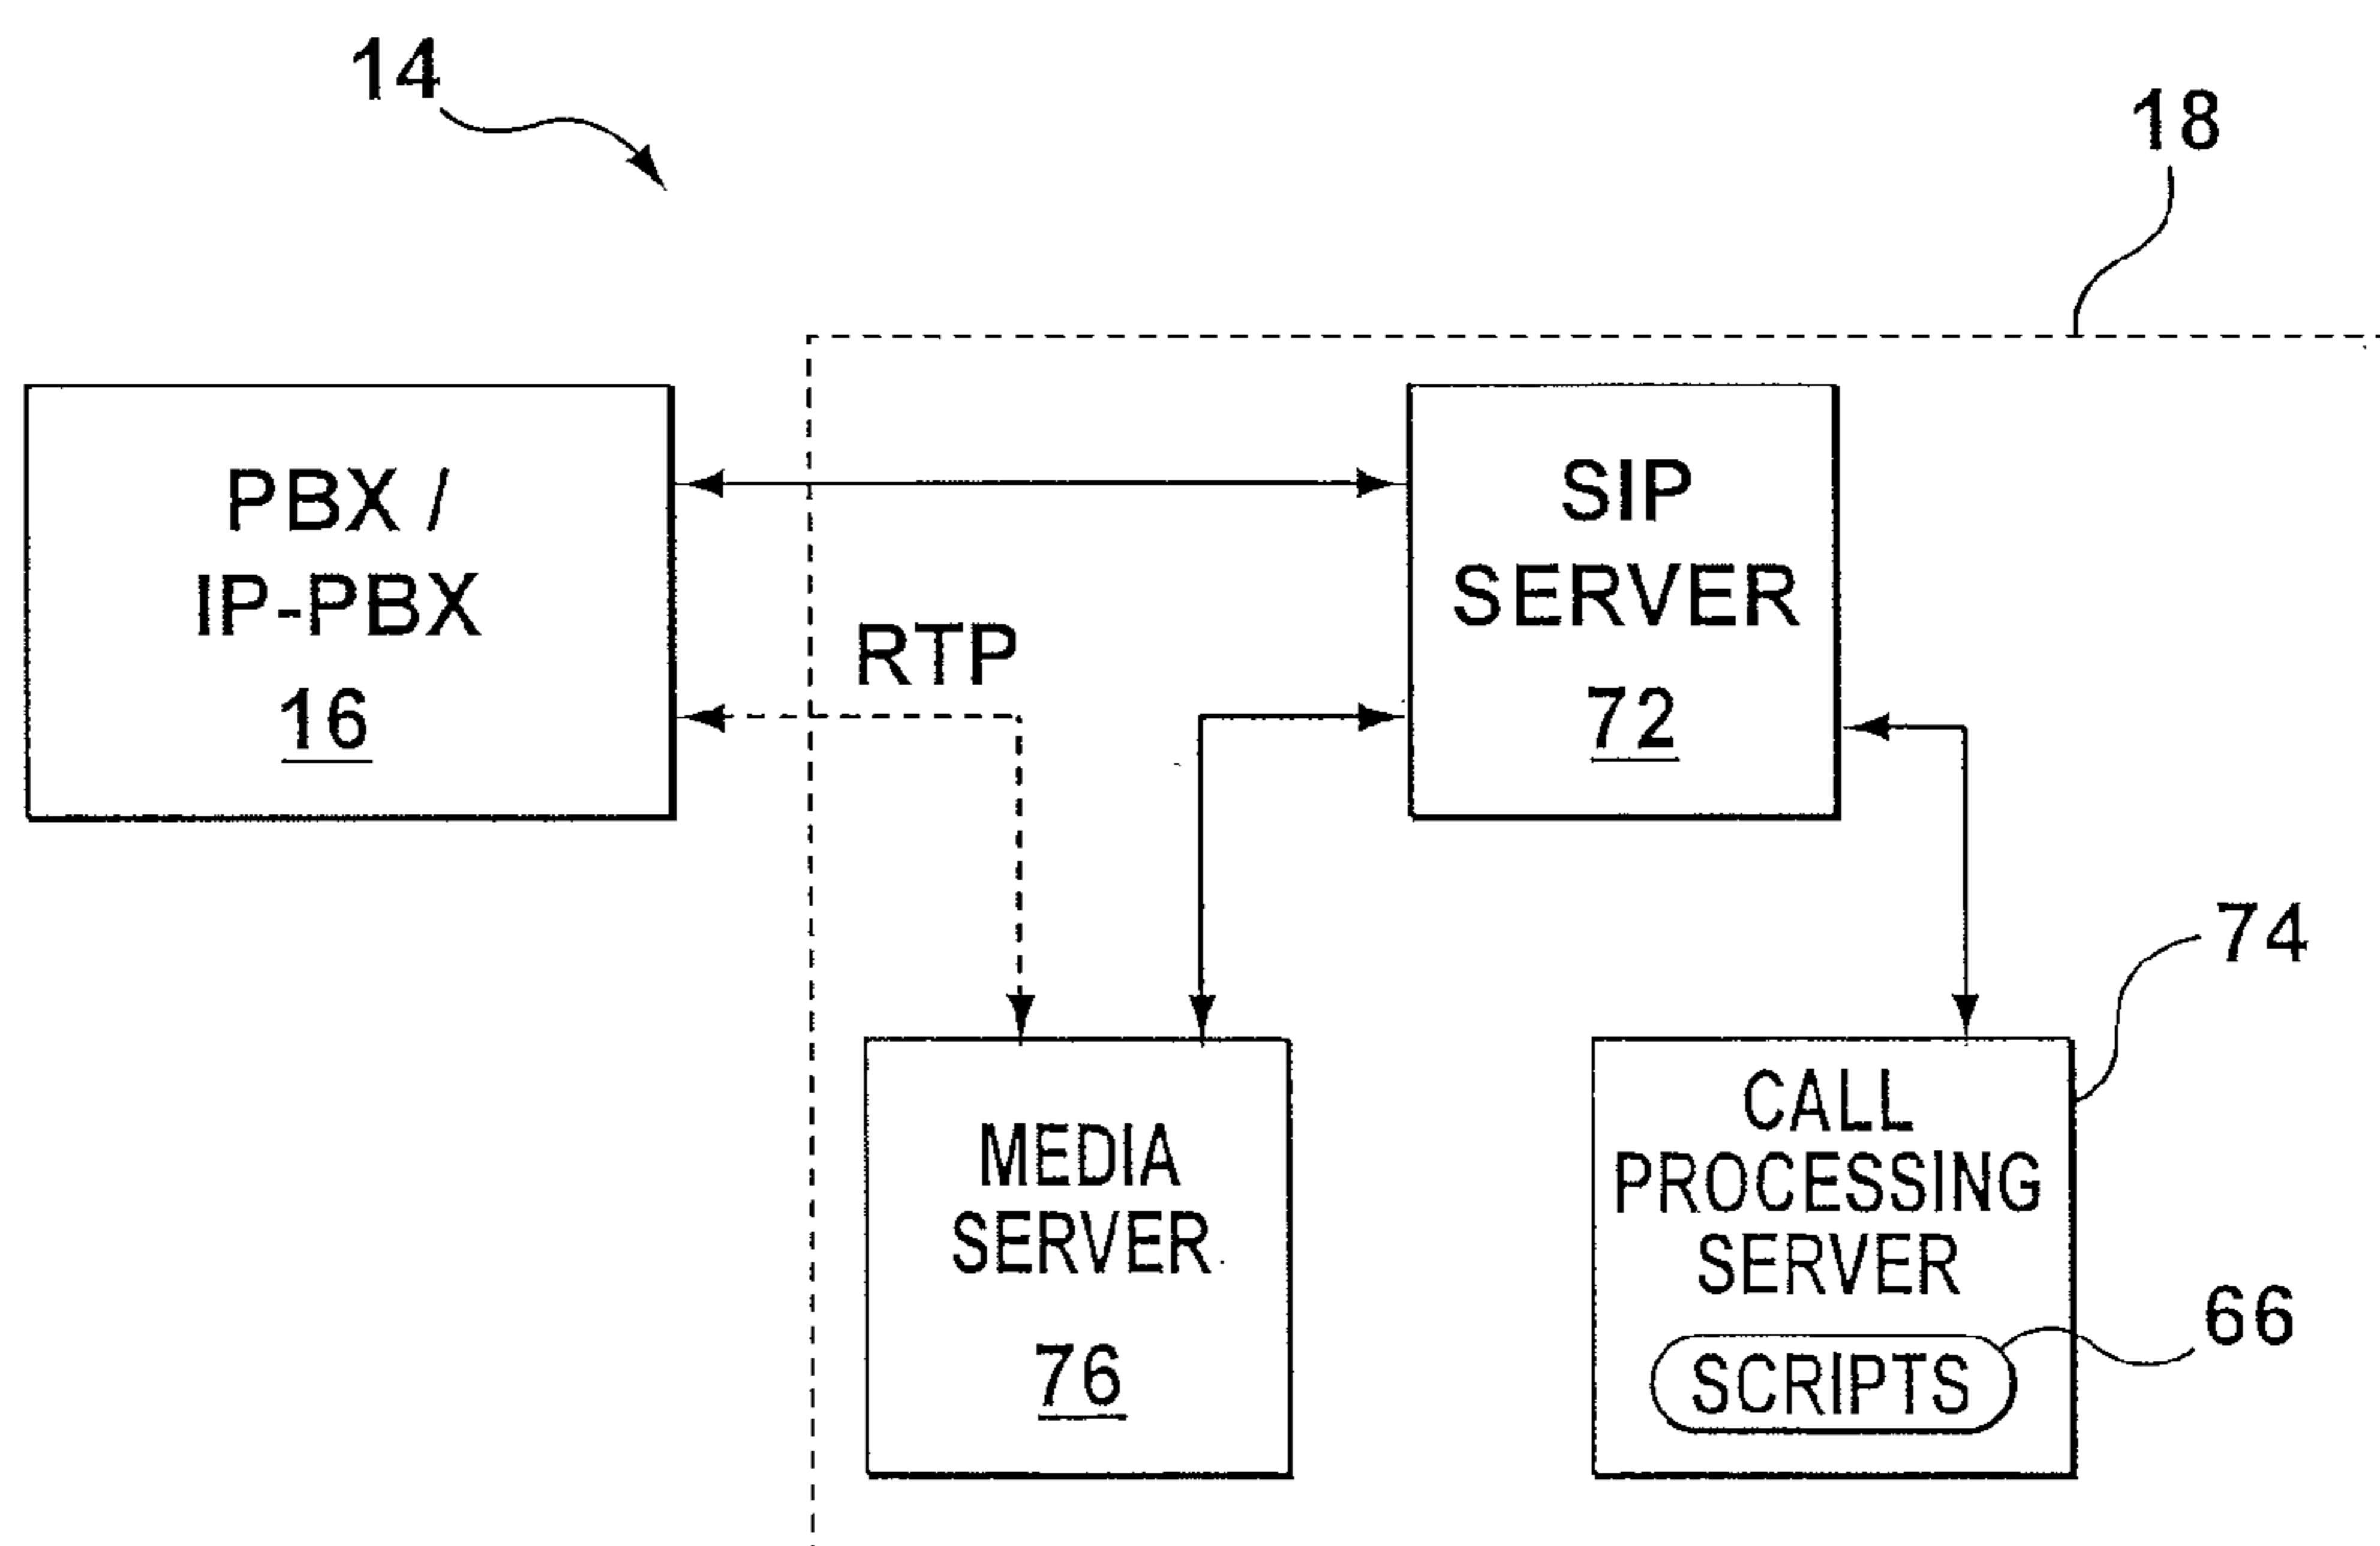 14
18
PBX /
IP-PBX
16
RTP
SIP
SERVER
72
74
MEDIA
SERVER
76
CALL
PROCESSING
SERVER
SCRIPTS
66